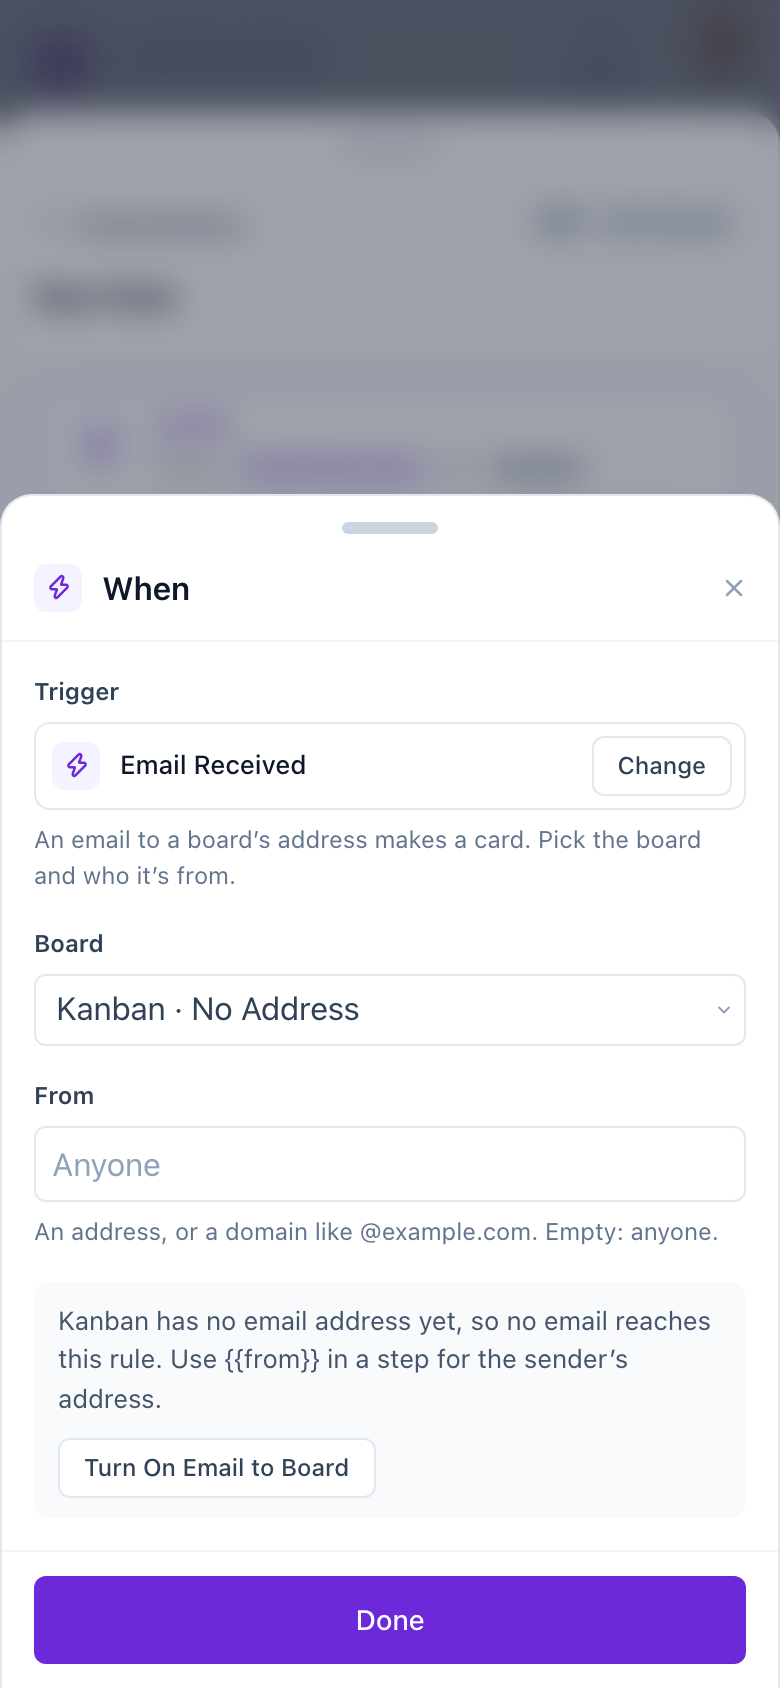 When
Trigger
Email Received
Change
An email to a board’s address makes a card. Pick the board
and who it’s from.
Board
Kanban · No Address
From
Anyone
An address, or a domain like @example.com. Empty: anyone.
Kanban has no email address yet, so no email reaches
this rule. Use {{from}} in a step for the sender’s
address.
Turn On Email to Board
Done